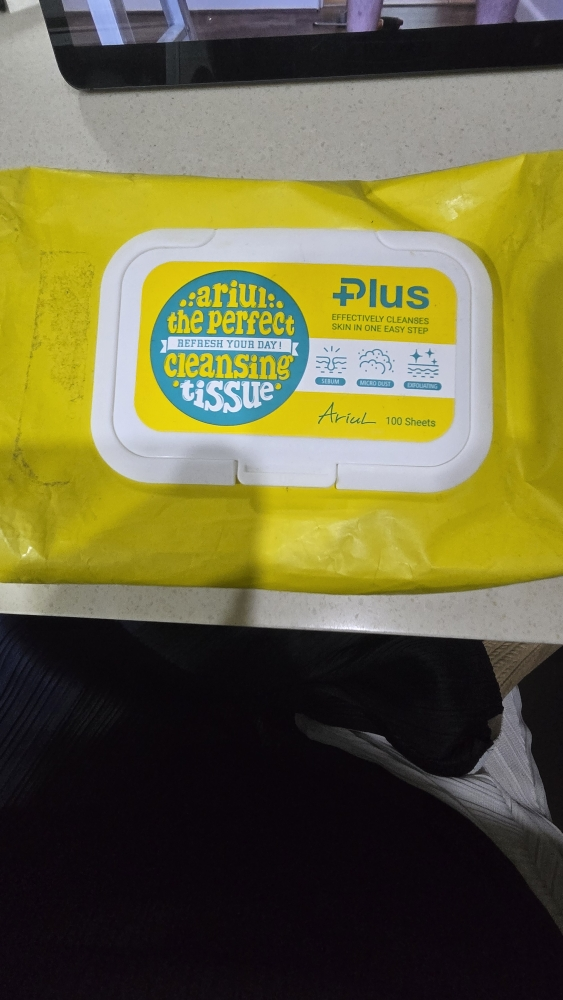 .:ariul:.
the perfect
REFRESH YOUR DAY!
cleansing
tissue
Plus
EFFECTIVELY CLEANSES
SKIN IN ONE EASY STEP
SEBUM
MICRO DUST
EXFOLIATING
Ariul
100 Sheets